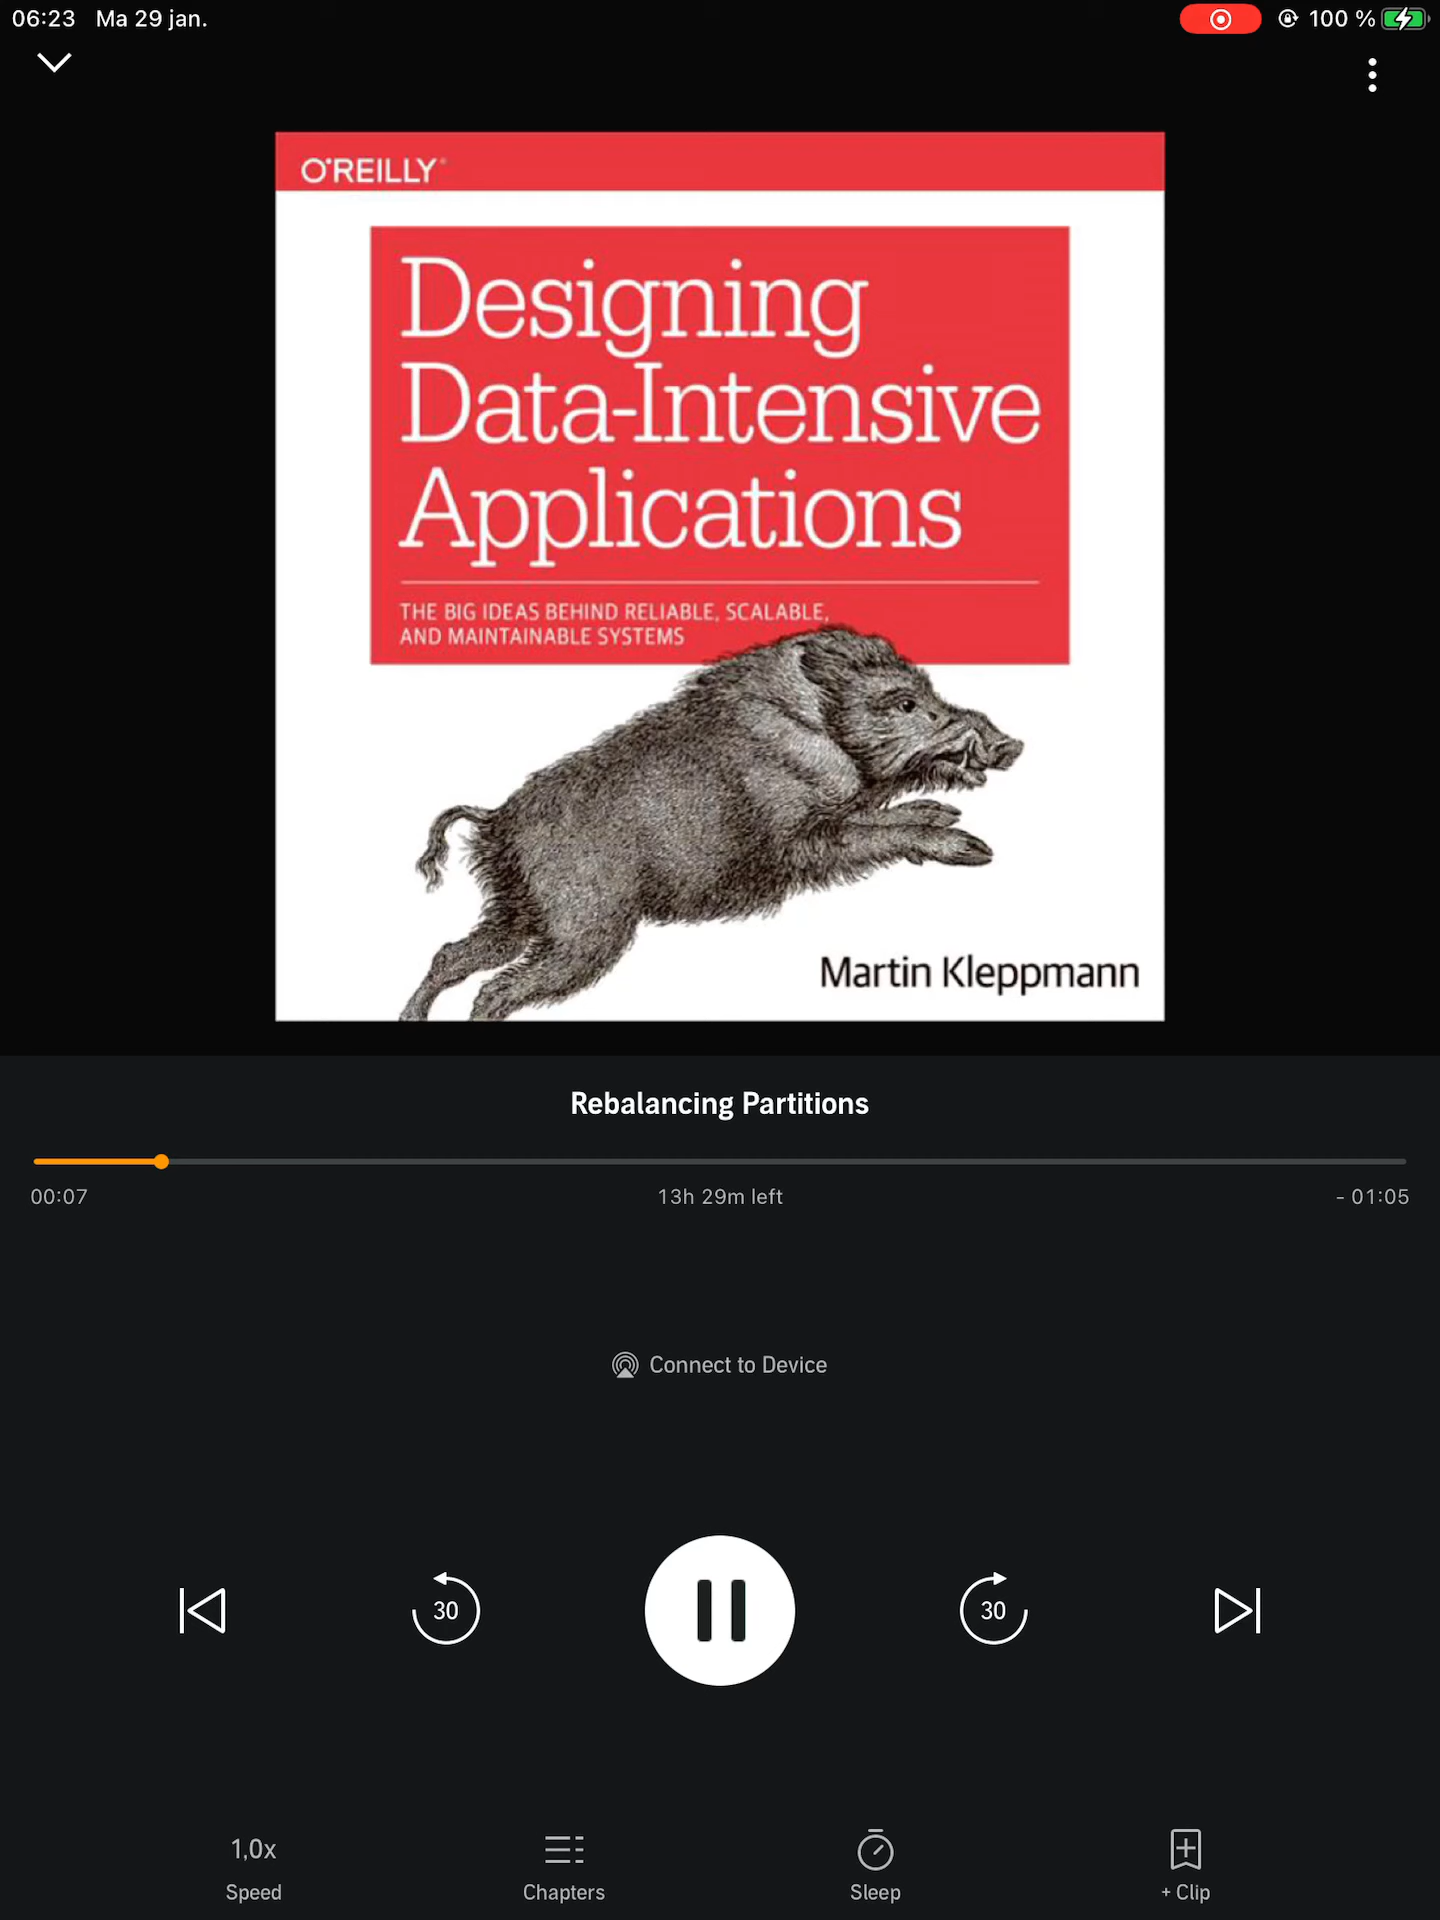 06:23 Ma 29 jan. 100 %
O'REILLY®
Designing
Data-Intensive
Applications
THE BIG IDEAS BEHIND RELIABLE, SCALABLE,
AND MAINTAINABLE SYSTEMS
Martin Kleppmann
Rebalancing Partitions
00:07 13h 29m left - 01:05
Connect to Device
30 30
1,0x
Speed Chapters Sleep + Clip